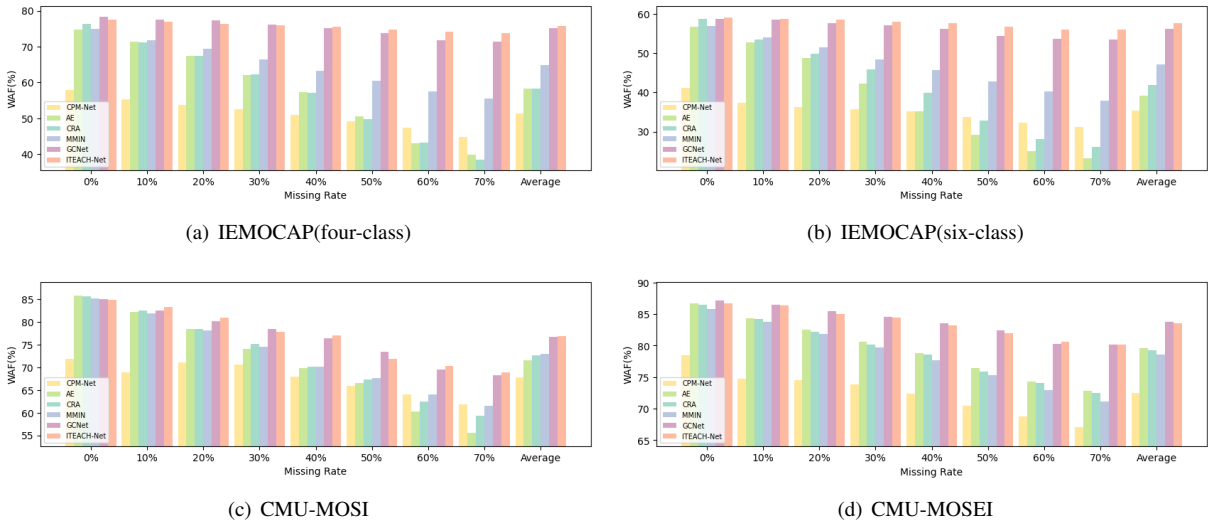 80
70
60
50
40
WAF(%)
CPM-Net
AE
CRA
MMIN
GCNet
ITEACH-Net
0% 10% 20% 30% 40% 50% 60% 70% Average
Missing Rate
(a) IEMOCAP(four-class)
60
50
40
30
WAF(%)
CPM-Net
AE
CRA
MMIN
GCNet
ITEACH-Net
0% 10% 20% 30% 40% 50% 60% 70% Average
Missing Rate
(b) IEMOCAP(six-class)
85
80
75
70
65
60
55
WAF(%)
CPM-Net
AE
CRA
MMIN
GCNet
ITEACH-Net
0% 10% 20% 30% 40% 50% 60% 70% Average
Missing Rate
(c) CMU-MOSI
90
85
80
75
70
65
WAF(%)
CPM-Net
AE
CRA
MMIN
GCNet
ITEACH-Net
0% 10% 20% 30% 40% 50% 60% 70% Average
Missing Rate
(d) CMU-MOSEI